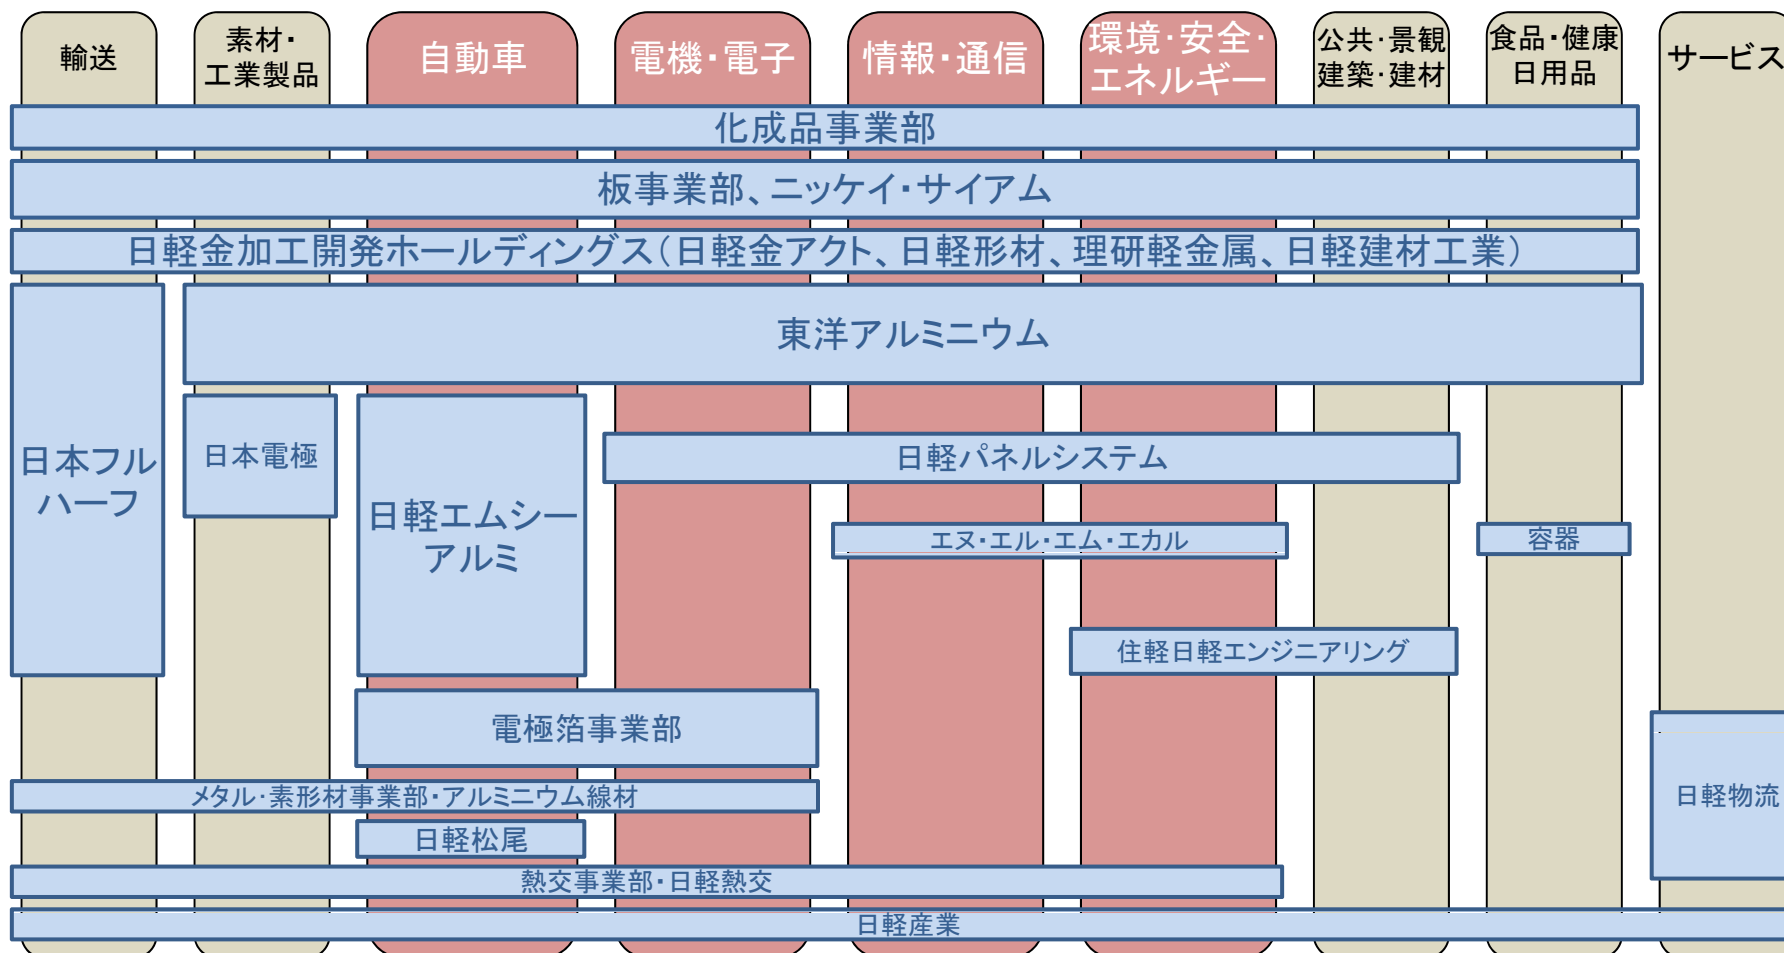 輸送
素材・
工業製品
自動車
電機・電子
情報・通信
環境・安全・
エネルギー
公共・景観
建築・建材
食品・健康
日用品
サービス
化成品事業部
板事業部、ニッケイ・サイアム
日軽金加工開発ホールディングス（日軽金アクト、日軽形材、理研軽金属、日軽建材工業）
東洋アルミニウム
日本フル
ハーフ
日本電極
日軽エムシー
アルミ
日軽パネルシステム
エヌ・エル・エム・エカル
容器
住軽日軽エンジニアリング
電極箔事業部
メタル・素形材事業部・アルミニウム線材
日軽物流
日軽松尾
熱交事業部・日軽熱交
日軽産業